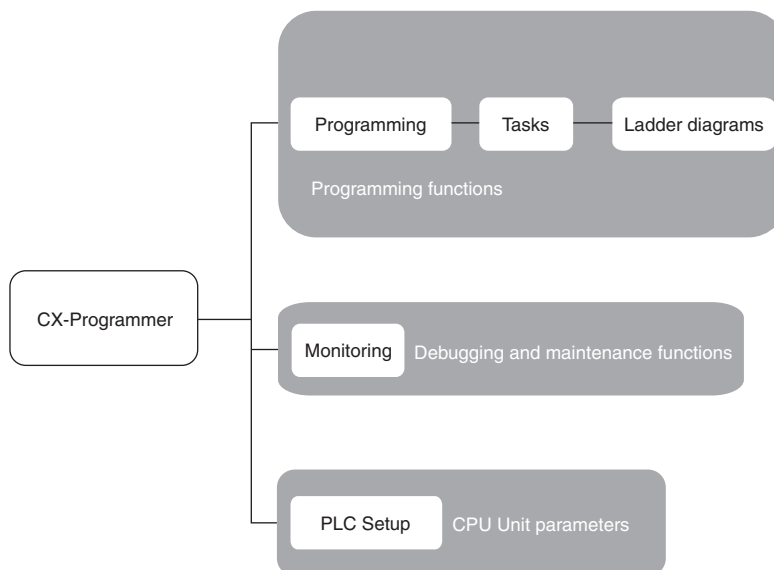 Programming
Tasks
Ladder diagrams
Programming functions
CX-Programmer
Monitoring
Debugging and maintenance functions
PLC Setup
CPU Unit parameters